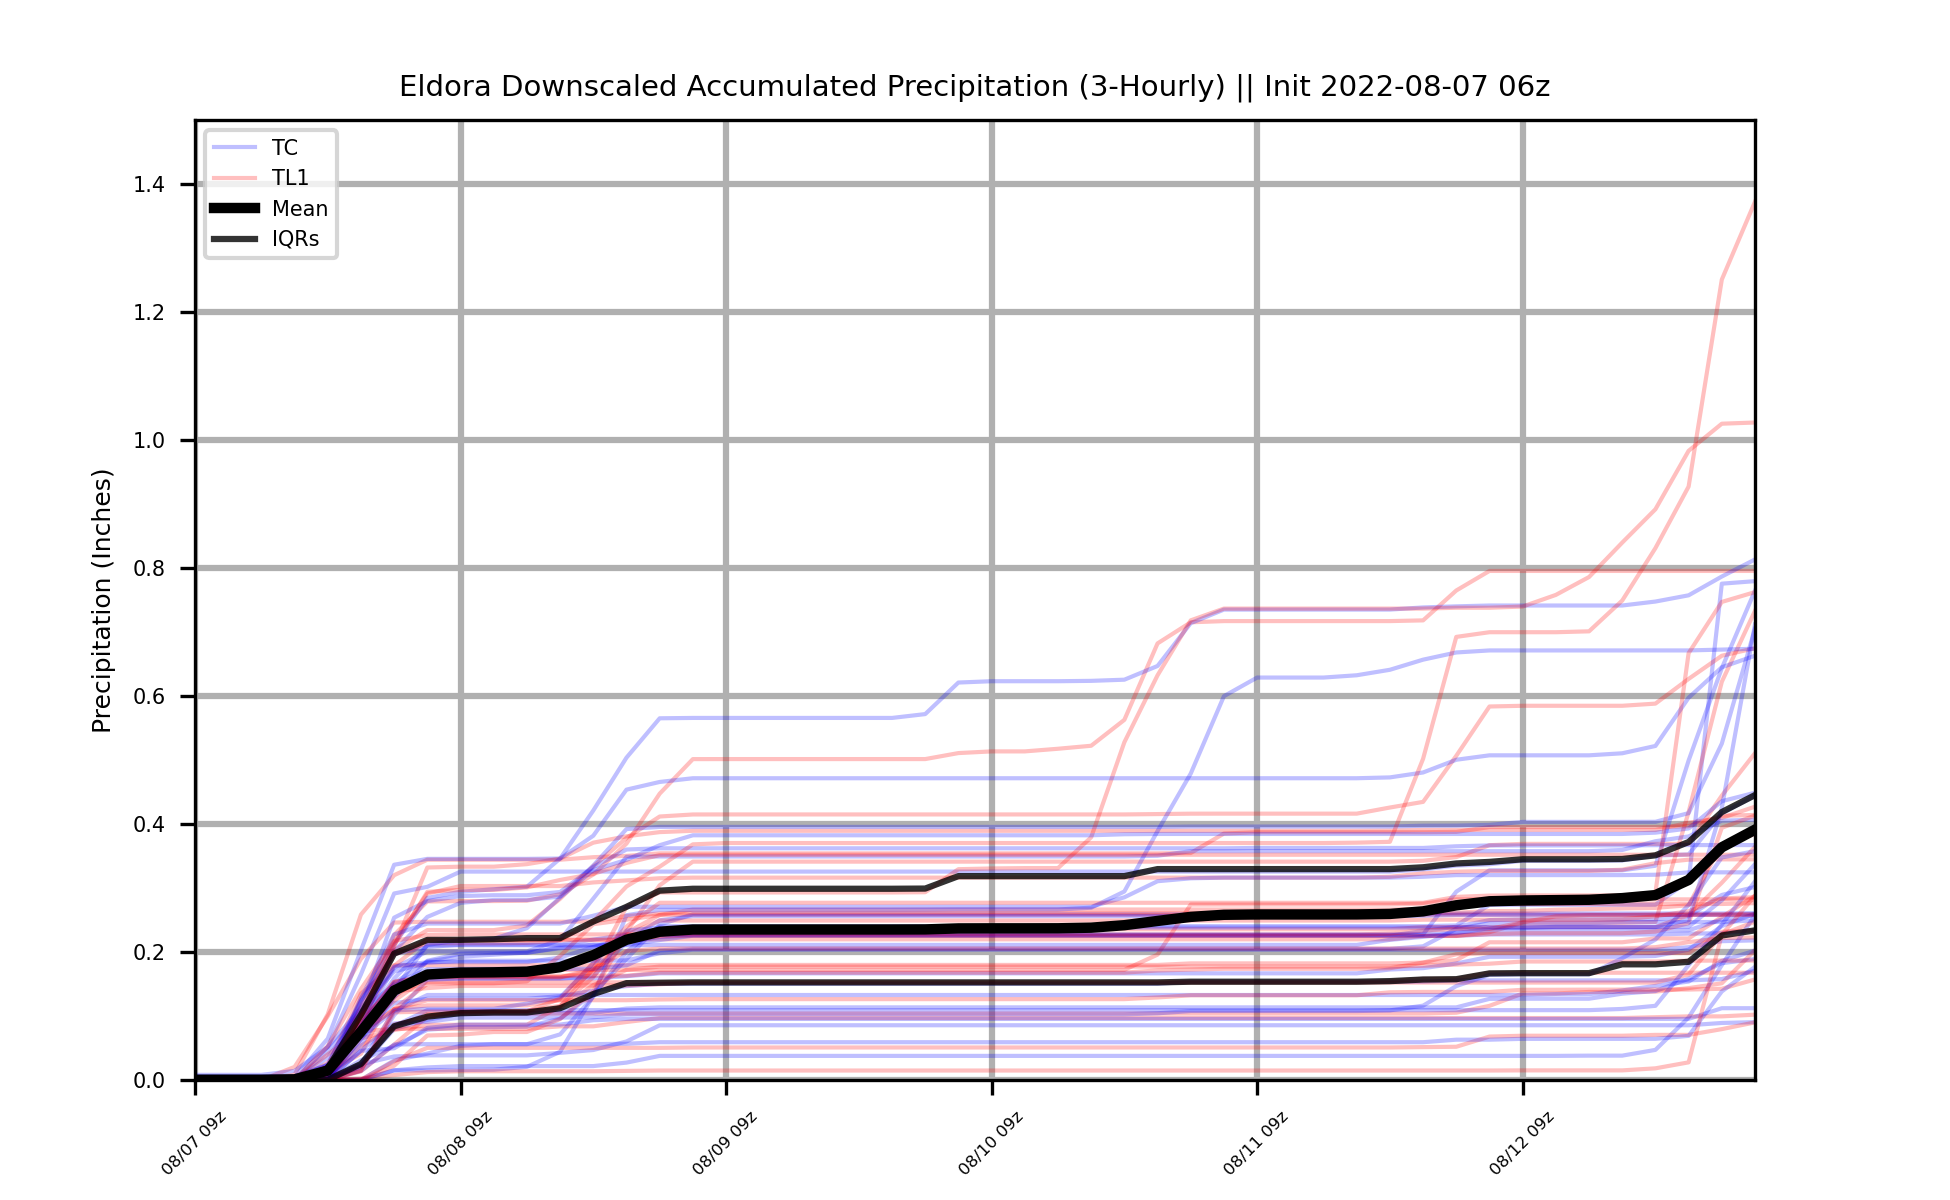 Eldora Downscaled Accumulated Precipitation (3-Hourly) || Init 2022-08-07 06z
TC
TL1
Mean
IQRs
Precipitation (Inches)
1.4
1.2
1.0
0.8
0.6
0.4
0.2
0.0
08/07 09z
08/08 09z
08/09 09z
08/10 09z
08/11 09z
08/12 09z